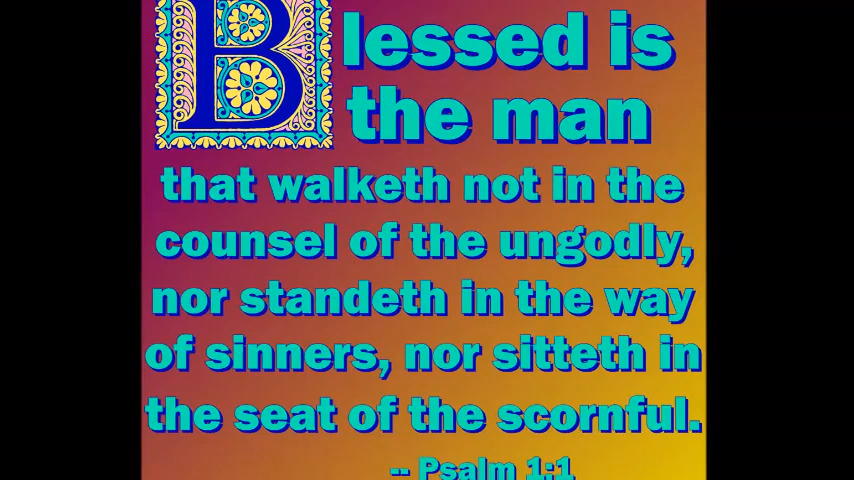 Blessed is
the man
that walketh not in the
counsel of the ungodly,
nor standeth in the way
of sinners, nor sitteth in
the seat of the scornful.
-- Psalm 1:1